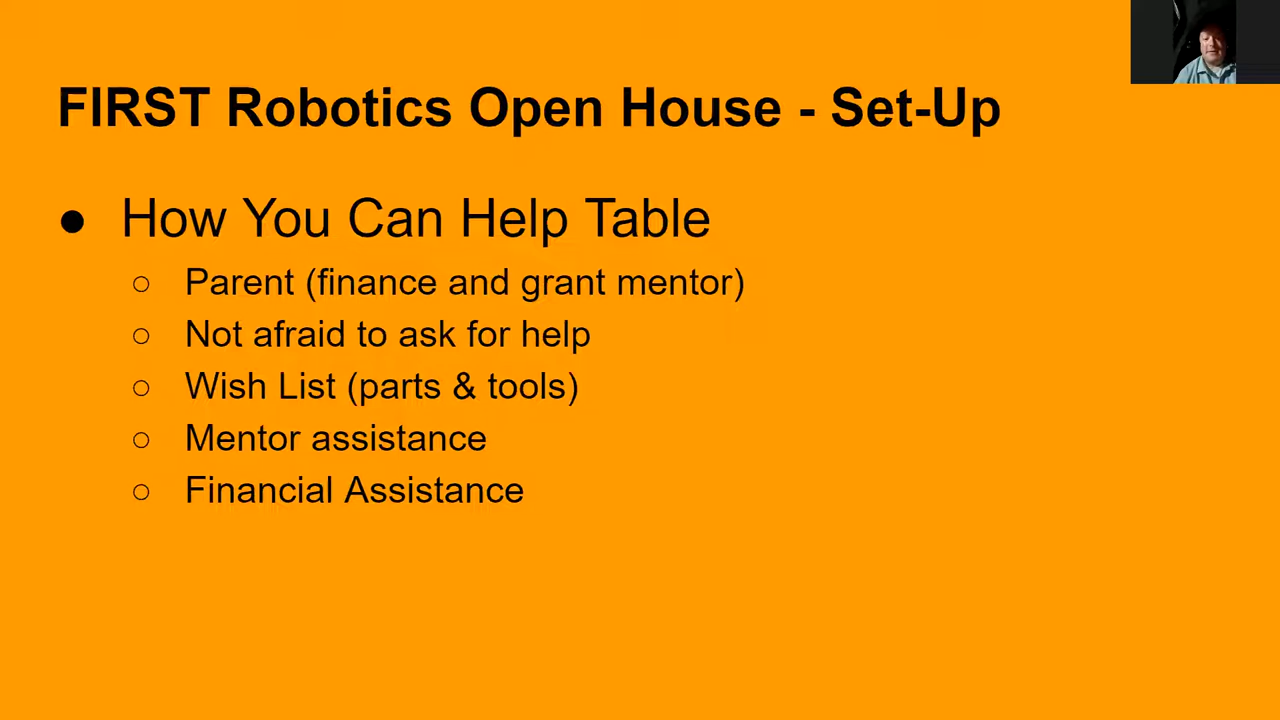 FIRST Robotics Open House - Set-Up
● How You Can Help Table
○ Parent (finance and grant mentor)
○ Not afraid to ask for help
○ Wish List (parts & tools)
○ Mentor assistance
○ Financial Assistance